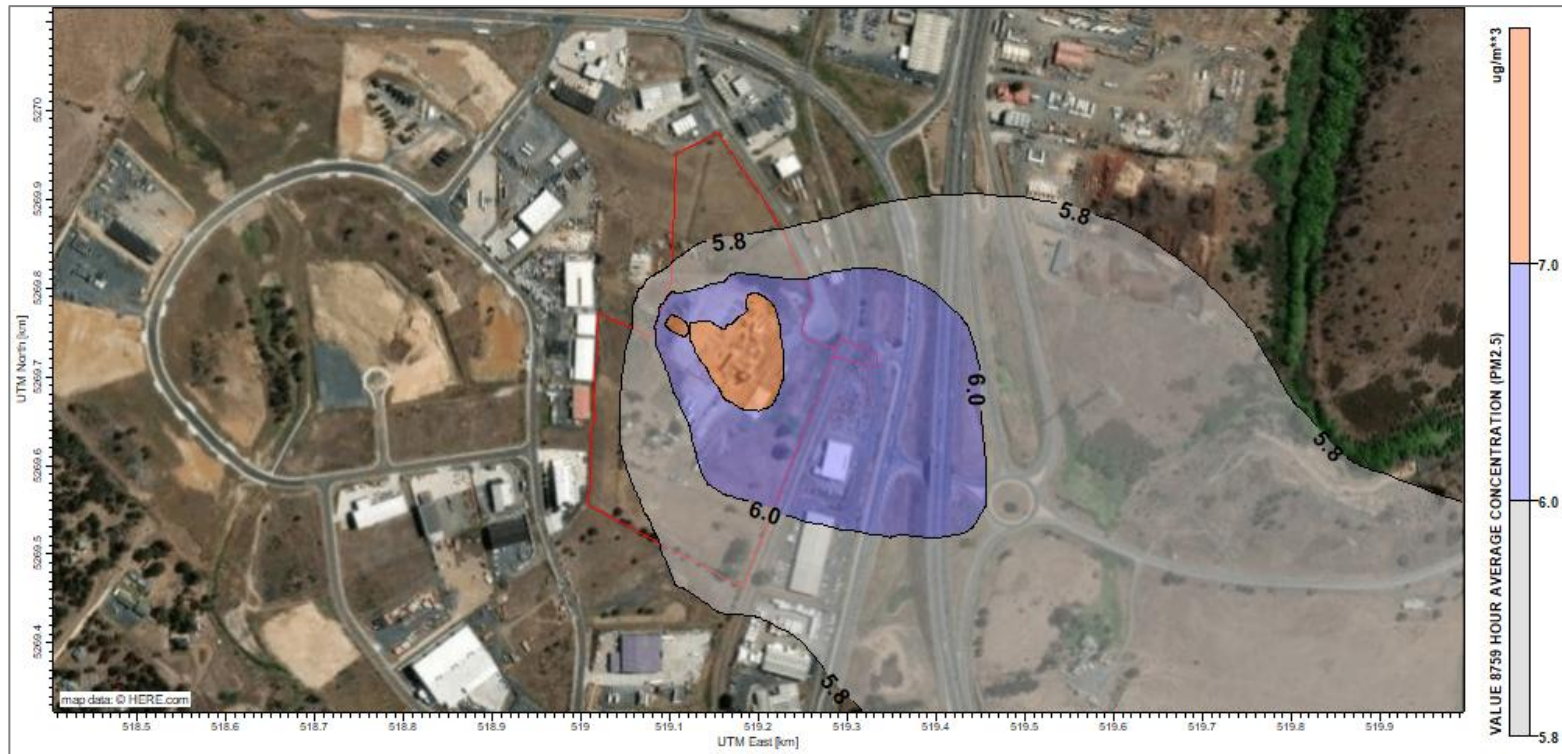 5270
5269.9
5269.8
5269.7
5269.6
5269.5
5269.4
UTM North [km]
5.8
5.8
6.0
6.0
5.8
5.8
map data: © HERE.com
518.5 518.6 518.7 518.8 518.9 519 519.1 519.2 519.3 519.4 519.5 519.6 519.7 519.8 519.9
UTM East [km]
ug/m**3
7.0
6.0
5.8
VALUE 8759 HOUR AVERAGE CONCENTRATION (PM2.5)